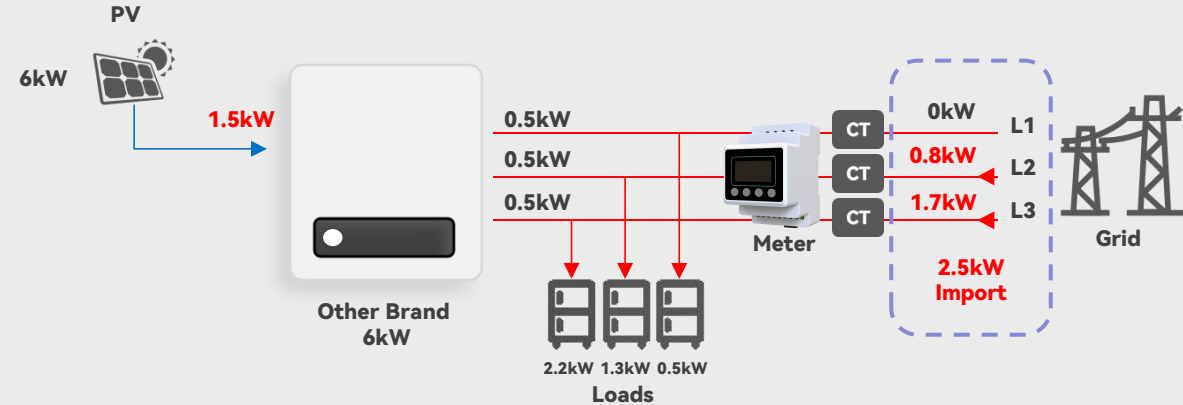 PV
6kW
1.5kW
Other Brand
6kW
0.5kW
0.5kW
0.5kW
2.2kW 1.3kW 0.5kW
Loads
Meter
CT
CT
CT
0kW
0.8kW
1.7kW
2.5kW
Import
L1
L2
L3
Grid